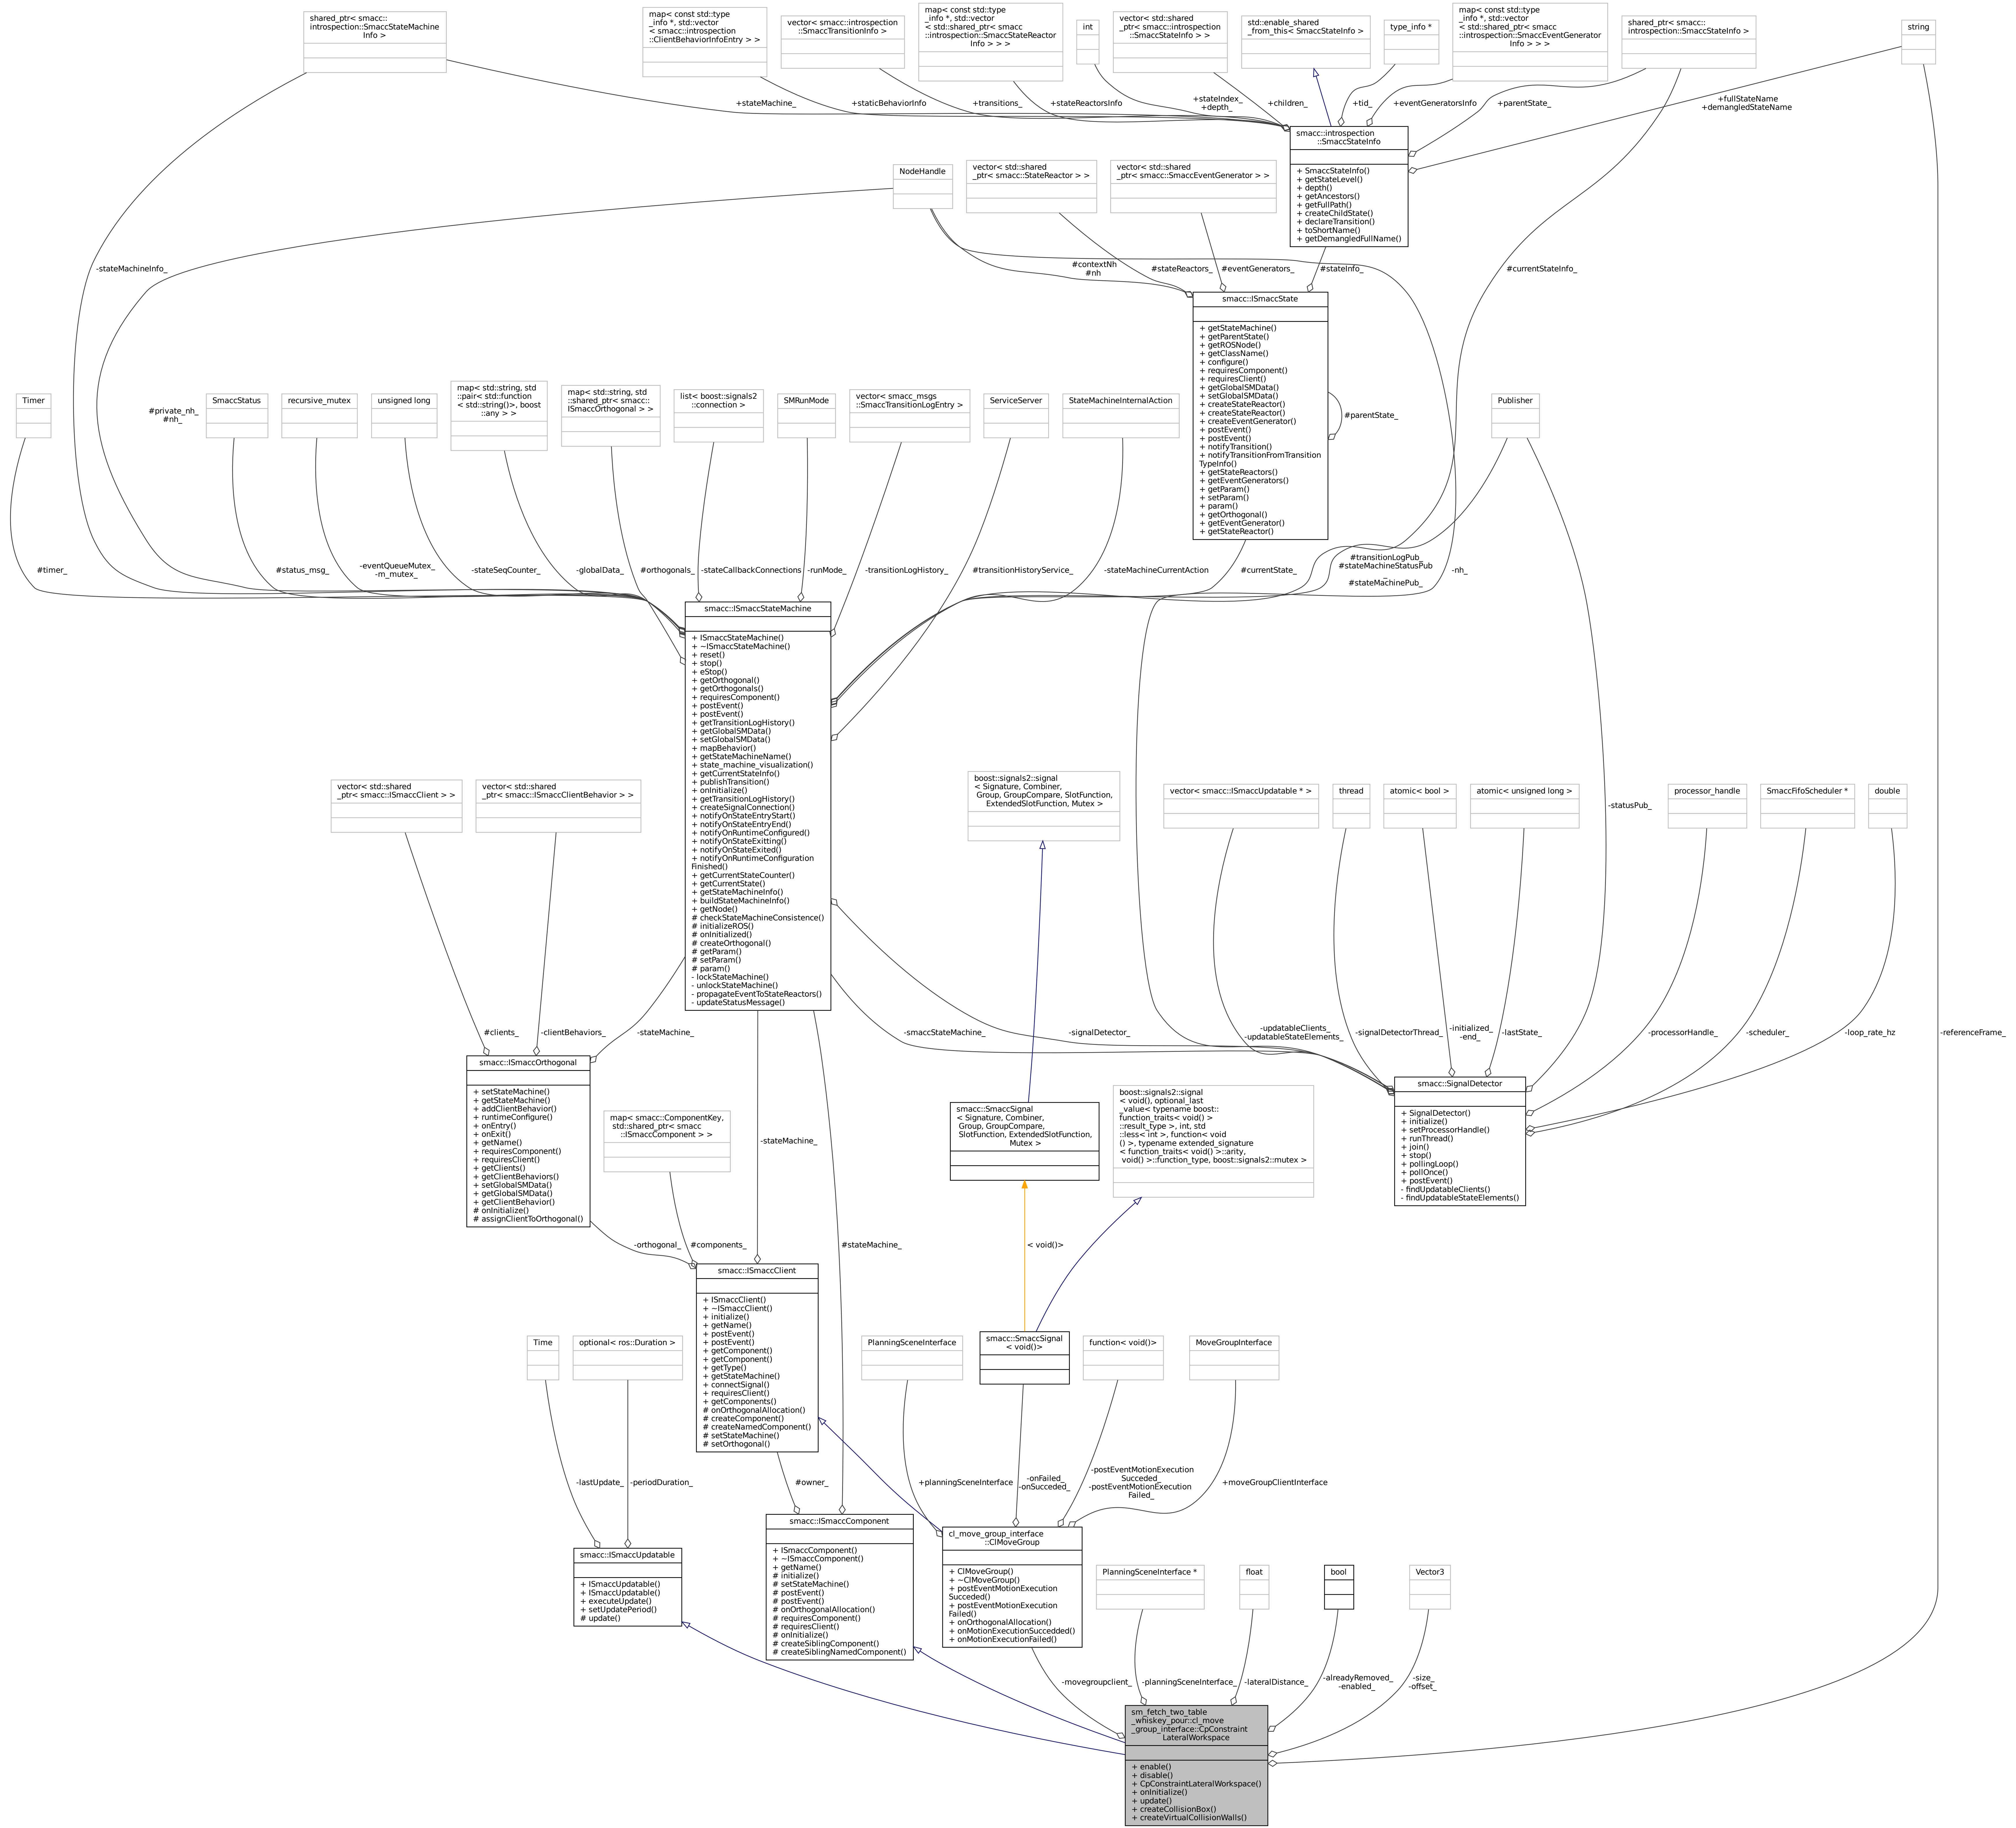 shared_ptr< smacc::
introspection::SmaccStateMachine
Info >
map< const std::type
_info *, std::vector
< smacc::introspection
::ClientBehaviorInfoEntry > >
vector< smacc::introspection
::SmaccTransitionInfo >
map< const std::type
_info *, std::vector
< std::shared_ptr< smacc
::introspection::SmaccStateReactor
Info > > >
int
vector< std::shared
_ptr< smacc::introspection
::SmaccStateInfo > >
std::enable_shared
_from_this< SmaccStateInfo >
type_info *
map< const std::type
_info *, std::vector
< std::shared_ptr< smacc
::introspection::SmaccEventGenerator
Info > > >
shared_ptr< smacc::
introspection::SmaccStateInfo >
string
+stateMachine_
+staticBehaviorInfo
+transitions_
+stateReactorsInfo
+stateIndex_
+depth_
+children_
+tid_
+eventGeneratorsInfo
+parentState_
+fullStateName
+demangledStateName
smacc::introspection
::SmaccStateInfo
+ SmaccStateInfo()
+ getStateLevel()
+ depth()
+ getAncestors()
+ getFullPath()
+ createChildState()
+ declareTransition()
+ toShortName()
+ getDemangledFullName()
NodeHandle
vector< std::shared
_ptr< smacc::StateReactor > >
vector< std::shared
_ptr< smacc::SmaccEventGenerator > >
-stateMachineInfo_
#contextNh
#nh
#stateReactors_
#eventGenerators_
#stateInfo_
#currentStateInfo_
smacc::ISmaccState
+ getStateMachine()
+ getParentState()
+ getROSNode()
+ getClassName()
+ configure()
+ requiresComponent()
+ requiresClient()
+ getGlobalSMData()
+ setGlobalSMData()
+ createStateReactor()
+ createStateReactor()
+ createEventGenerator()
+ postEvent()
+ postEvent()
+ notifyTransition()
+ notifyTransitionFromTransition
TypeInfo()
+ getStateReactors()
+ getEventGenerators()
+ getParam()
+ setParam()
+ param()
+ getOrthogonal()
+ getEventGenerator()
+ getStateReactor()
#parentState_
Timer
#private_nh_
#nh_
SmaccStatus
recursive_mutex
unsigned long
map< std::string, std
::pair< std::function
< std::string()>, boost
::any > >
map< std::string, std
::shared_ptr< smacc::
ISmaccOrthogonal > >
list< boost::signals2
::connection >
SMRunMode
vector< smacc_msgs
::SmaccTransitionLogEntry >
ServiceServer
StateMachineInternalAction
Publisher
#timer_
#status_msg_
-eventQueueMutex_
-m_mutex_
-stateSeqCounter_
-globalData_
#orthogonals_
-stateCallbackConnections
-runMode_
-transitionLogHistory_
#transitionHistoryService_
-stateMachineCurrentAction
#currentState_
#transitionLogPub_
#stateMachineStatusPub
_
#stateMachinePub_
-nh_
smacc::ISmaccStateMachine
+ ISmaccStateMachine()
+ ~ISmaccStateMachine()
+ reset()
+ stop()
+ eStop()
+ getOrthogonal()
+ getOrthogonals()
+ requiresComponent()
+ postEvent()
+ postEvent()
+ getTransitionLogHistory()
+ getGlobalSMData()
+ setGlobalSMData()
+ mapBehavior()
+ getStateMachineName()
+ state_machine_visualization()
+ getCurrentStateInfo()
+ publishTransition()
+ onInitialize()
+ getTransitionLogHistory()
+ createSignalConnection()
+ notifyOnStateEntryStart()
+ notifyOnStateEntryEnd()
+ notifyOnRuntimeConfigured()
+ notifyOnStateExitting()
+ notifyOnStateExited()
+ notifyOnRuntimeConfiguration
Finished()
+ getCurrentStateCounter()
+ getCurrentState()
+ getStateMachineInfo()
+ buildStateMachineInfo()
+ getNode()
# checkStateMachineConsistence()
# initializeROS()
# onInitialized()
# createOrthogonal()
# getParam()
# setParam()
# param()
- lockStateMachine()
- unlockStateMachine()
- propagateEventToStateReactors()
- updateStatusMessage()
vector< std::shared
_ptr< smacc::ISmaccClient > >
vector< std::shared
_ptr< smacc::ISmaccClientBehavior > >
boost::signals2::signal
< Signature, Combiner,
Group, GroupCompare, SlotFunction,
ExtendedSlotFunction, Mutex >
vector< smacc::ISmaccUpdatable * >
thread
atomic< bool >
atomic< unsigned long >
-statusPub_
processor_handle
SmaccFifoScheduler *
double
#clients_
-clientBehaviors_
-stateMachine_
-smaccStateMachine_
-signalDetector_
-updatableClients_
-updatableStateElements_
-signalDetectorThread_
-initialized_
-end_
-lastState_
-processorHandle_
-scheduler_
-loop_rate_hz
-referenceFrame_
smacc::ISmaccOrthogonal
+ setStateMachine()
+ getStateMachine()
+ addClientBehavior()
+ runtimeConfigure()
+ onEntry()
+ onExit()
+ getName()
+ requiresComponent()
+ requiresClient()
+ getClients()
+ getClientBehaviors()
+ setGlobalSMData()
+ getGlobalSMData()
+ getClientBehavior()
# onInitialize()
# assignClientToOrthogonal()
map< smacc::ComponentKey,
std::shared_ptr< smacc
::ISmaccComponent > >
-stateMachine_
smacc::SmaccSignal
< Signature, Combiner,
Group, GroupCompare,
SlotFunction, ExtendedSlotFunction,
Mutex >
boost::signals2::signal
< void(), optional_last
_value< typename boost::
function_traits< void() >
::result_type >, int, std
::less< int >, function< void
() >, typename extended_signature
< function_traits< void() >::arity,
void() >::function_type, boost::signals2::mutex >
smacc::SignalDetector
+ SignalDetector()
+ initialize()
+ setProcessorHandle()
+ runThread()
+ join()
+ stop()
+ pollingLoop()
+ pollOnce()
+ postEvent()
- findUpdatableClients()
- findUpdatableStateElements()
-orthogonal_
#components_
#stateMachine_
< void()>
smacc::ISmaccClient
+ ISmaccClient()
+ ~ISmaccClient()
+ initialize()
+ getName()
+ postEvent()
+ postEvent()
+ getComponent()
+ getComponent()
+ getType()
+ getStateMachine()
+ connectSignal()
+ requiresClient()
+ getComponents()
# onOrthogonalAllocation()
# createComponent()
# createNamedComponent()
# setStateMachine()
# setOrthogonal()
Time
optional< ros::Duration >
PlanningSceneInterface
smacc::SmaccSignal
< void()>
function< void()>
MoveGroupInterface
-lastUpdate_
-periodDuration_
#owner_
+planningSceneInterface
-onFailed_
-onSucceded_
-postEventMotionExecution
Succeded_
-postEventMotionExecution
Failed_
+moveGroupClientInterface
smacc::ISmaccUpdatable
+ ISmaccUpdatable()
+ ISmaccUpdatable()
+ executeUpdate()
+ setUpdatePeriod()
# update()
smacc::ISmaccComponent
+ ISmaccComponent()
+ ~ISmaccComponent()
+ getName()
# initialize()
# setStateMachine()
# postEvent()
# postEvent()
# onOrthogonalAllocation()
# requiresComponent()
# requiresClient()
# onInitialize()
# createSiblingComponent()
# createSiblingNamedComponent()
cl_move_group_interface
::ClMoveGroup
+ ClMoveGroup()
+ ~ClMoveGroup()
+ postEventMotionExecution
Succeded()
+ postEventMotionExecution
Failed()
+ onOrthogonalAllocation()
+ onMotionExecutionSuccedded()
+ onMotionExecutionFailed()
PlanningSceneInterface *
float
bool
Vector3
-movegroupclient_
-planningSceneInterface_
-lateralDistance_
-alreadyRemoved_
-enabled_
-size_
-offset_
sm_fetch_two_table
_whiskey_pour::cl_move
_group_interface::CpConstraint
LateralWorkspace
+ enable()
+ disable()
+ CpConstraintLateralWorkspace()
+ onInitialize()
+ update()
+ createCollisionBox()
+ createVirtualCollisionWalls()